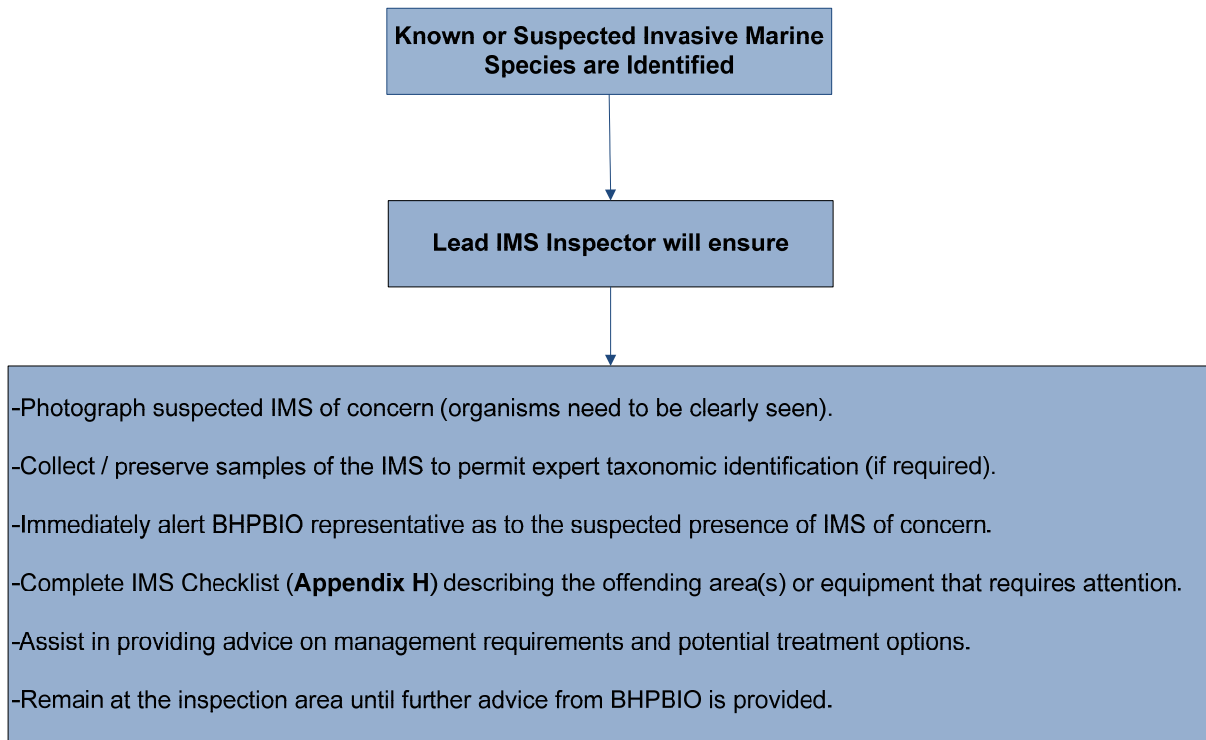 Known or Suspected Invasive Marine
Species are Identified
Lead IMS Inspector will ensure
-Photograph suspected IMS of concern (organisms need to be clearly seen).
-Collect / preserve samples of the IMS to permit expert taxonomic identification (if required).
-Immediately alert BHPBIO representative as to the suspected presence of IMS of concern.
-Complete IMS Checklist (Appendix H) describing the offending area(s) or equipment that requires attention.
-Assist in providing advice on management requirements and potential treatment options.
-Remain at the inspection area until further advice from BHPBIO is provided.